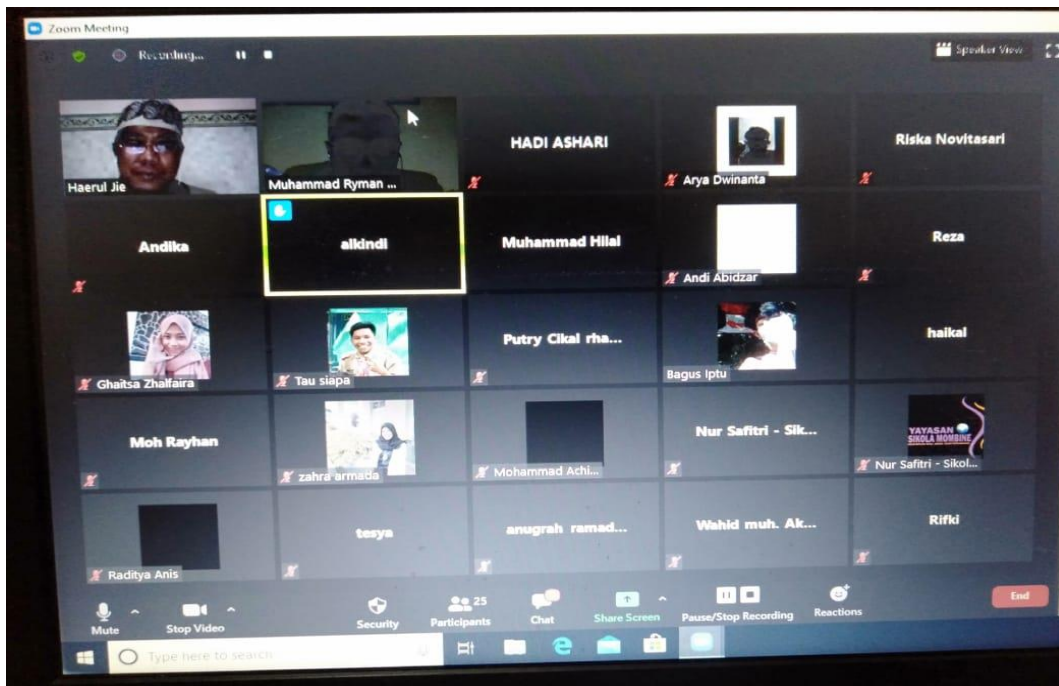 Zoom Meeting
Recording...
Speaker View
Haerul Jie
Muhammad Ryman ...
HADI ASHARI
Arya Dwinanta
Riska Novitasari
Andika
alkindi
Muhammad Hilal
Andi Abidzar
Reza
Ghaitsa Zhalfaira
Tau siapa
Putry Cikal rha...
Bagus Iptu
haikal
Moh Rayhan
zahra armada
Mohammad Achi...
Nur Safitri - Sik...
YAYASAN
SIKOLA MOMBINE
Nur Safitri - Sikol...
Raditya Anis
tesya
anugrah ramad...
Wahid muh. Ak...
Rifki
Mute
Stop Video
Security
25
Participants
Chat
Share Screen
Pause/Stop Recording
Reactions
End
Type here to search